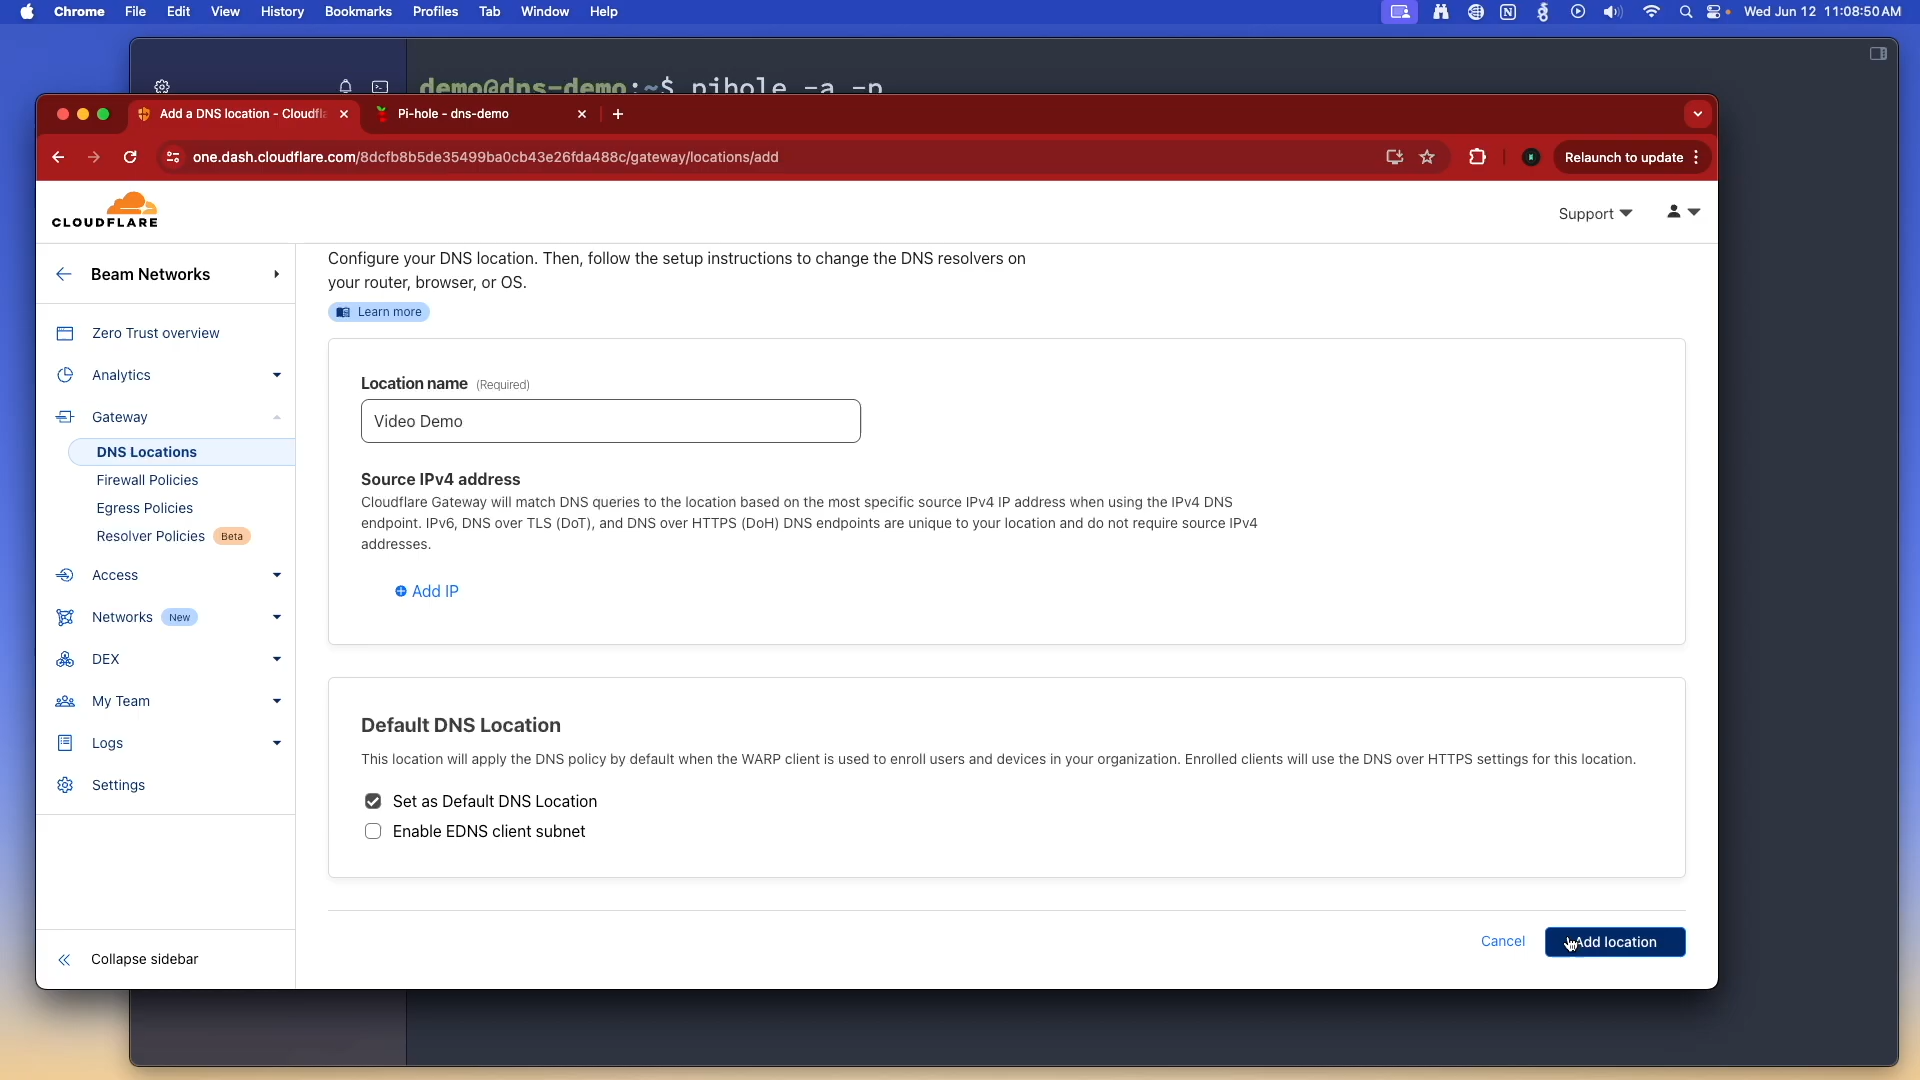 Chrome File Edit View History Bookmarks Profiles Tab Window Help Wed Jun 12 11:08:50 AM
demo@dns-demo:~$ pihole -a -p
Add a DNS location - Cloudfla Pi-hole - dns-demo
one.dash.cloudflare.com/8dcfb8b5de35499ba0cb43e26fda488c/gateway/locations/add Relaunch to update
CLOUDFLARE
Support
Beam Networks
Zero Trust overview
Analytics
Gateway
DNS Locations
Firewall Policies
Egress Policies
Resolver Policies Beta
Access
Networks New
DEX
My Team
Logs
Settings
Collapse sidebar
Configure your DNS location. Then, follow the setup instructions to change the DNS resolvers on
your router, browser, or OS.
Learn more
Location name (Required)
Video Demo
Source IPv4 address
Cloudflare Gateway will match DNS queries to the location based on the most specific source IPv4 IP address when using the IPv4 DNS
endpoint. IPv6, DNS over TLS (DoT), and DNS over HTTPS (DoH) DNS endpoints are unique to your location and do not require source IPv4
addresses.
Add IP
Default DNS Location
This location will apply the DNS policy by default when the WARP client is used to enroll users and devices in your organization. Enrolled clients will use the DNS over HTTPS settings for this location.
Set as Default DNS Location
Enable EDNS client subnet
Cancel Add location